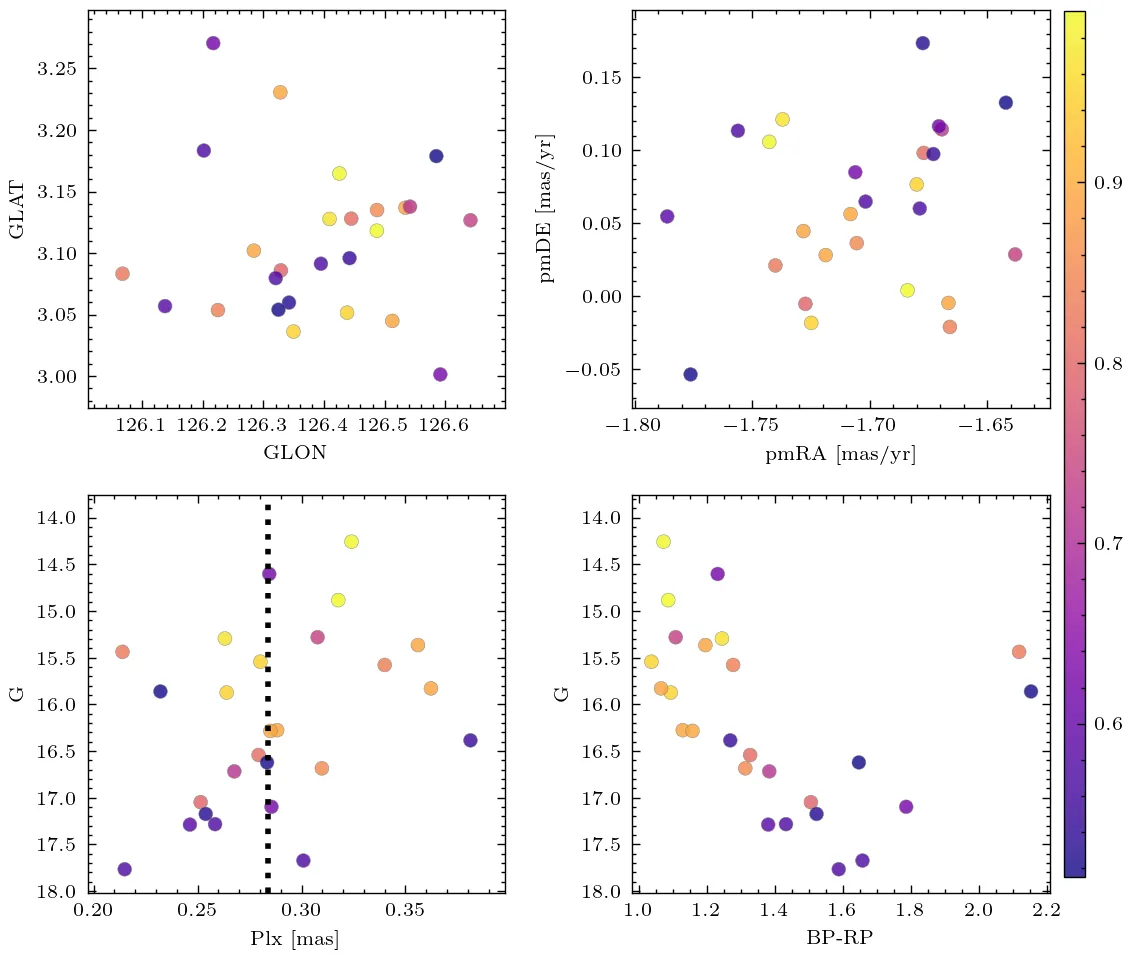 3.25
3.20
3.15
3.10
3.05
3.00
GLAT
126.1 126.2 126.3 126.4 126.5 126.6
GLON
0.15
0.10
0.05
0.00
−0.05
pmDE [mas/yr]
−1.80 −1.75 −1.70 −1.65
pmRA [mas/yr]
0.9
0.8
0.7
0.6
14.0
14.5
15.0
15.5
16.0
16.5
17.0
17.5
18.0
G
0.20 0.25 0.30 0.35
Plx [mas]
14.0
14.5
15.0
15.5
16.0
16.5
17.0
17.5
18.0
G
1.0 1.2 1.4 1.6 1.8 2.0 2.2
BP-RP